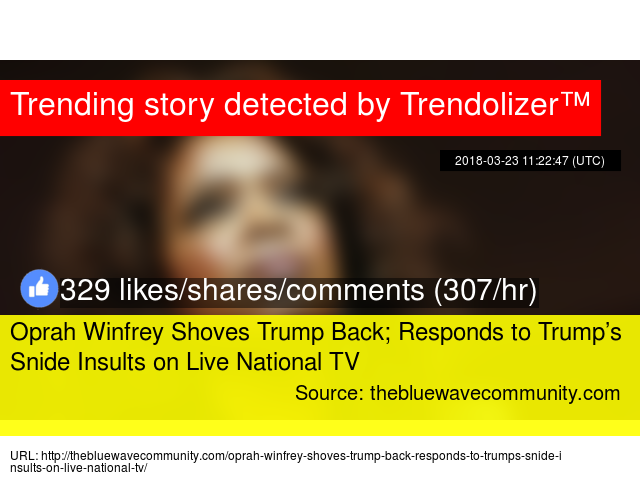 Trending story detected by Trendolizer™
2018-03-23 11:22:47 (UTC)
329 likes/shares/comments (307/hr)
Oprah Winfrey Shoves Trump Back; Responds to Trump’s
Snide Insults on Live National TV
Source: thebluewavecommunity.com
URL: http://thebluewavecommunity.com/oprah-winfrey-shoves-trump-back-responds-to-trumps-snide-i
nsults-on-live-national-tv/